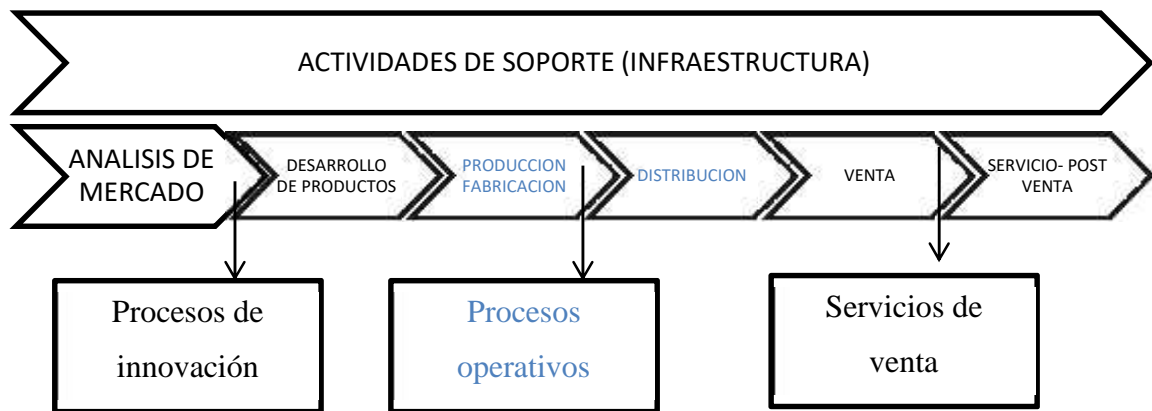 ACTIVIDADES DE SOPORTE (INFRAESTRUCTURA)
ANALISIS DE
MERCADO
DESARROLLO
DE PRODUCTOS
PRODUCCION
FABRICACION
DISTRIBUCION
VENTA
SERVICIO- POST
VENTA
Procesos de
innovación
Procesos
operativos
Servicios de
venta